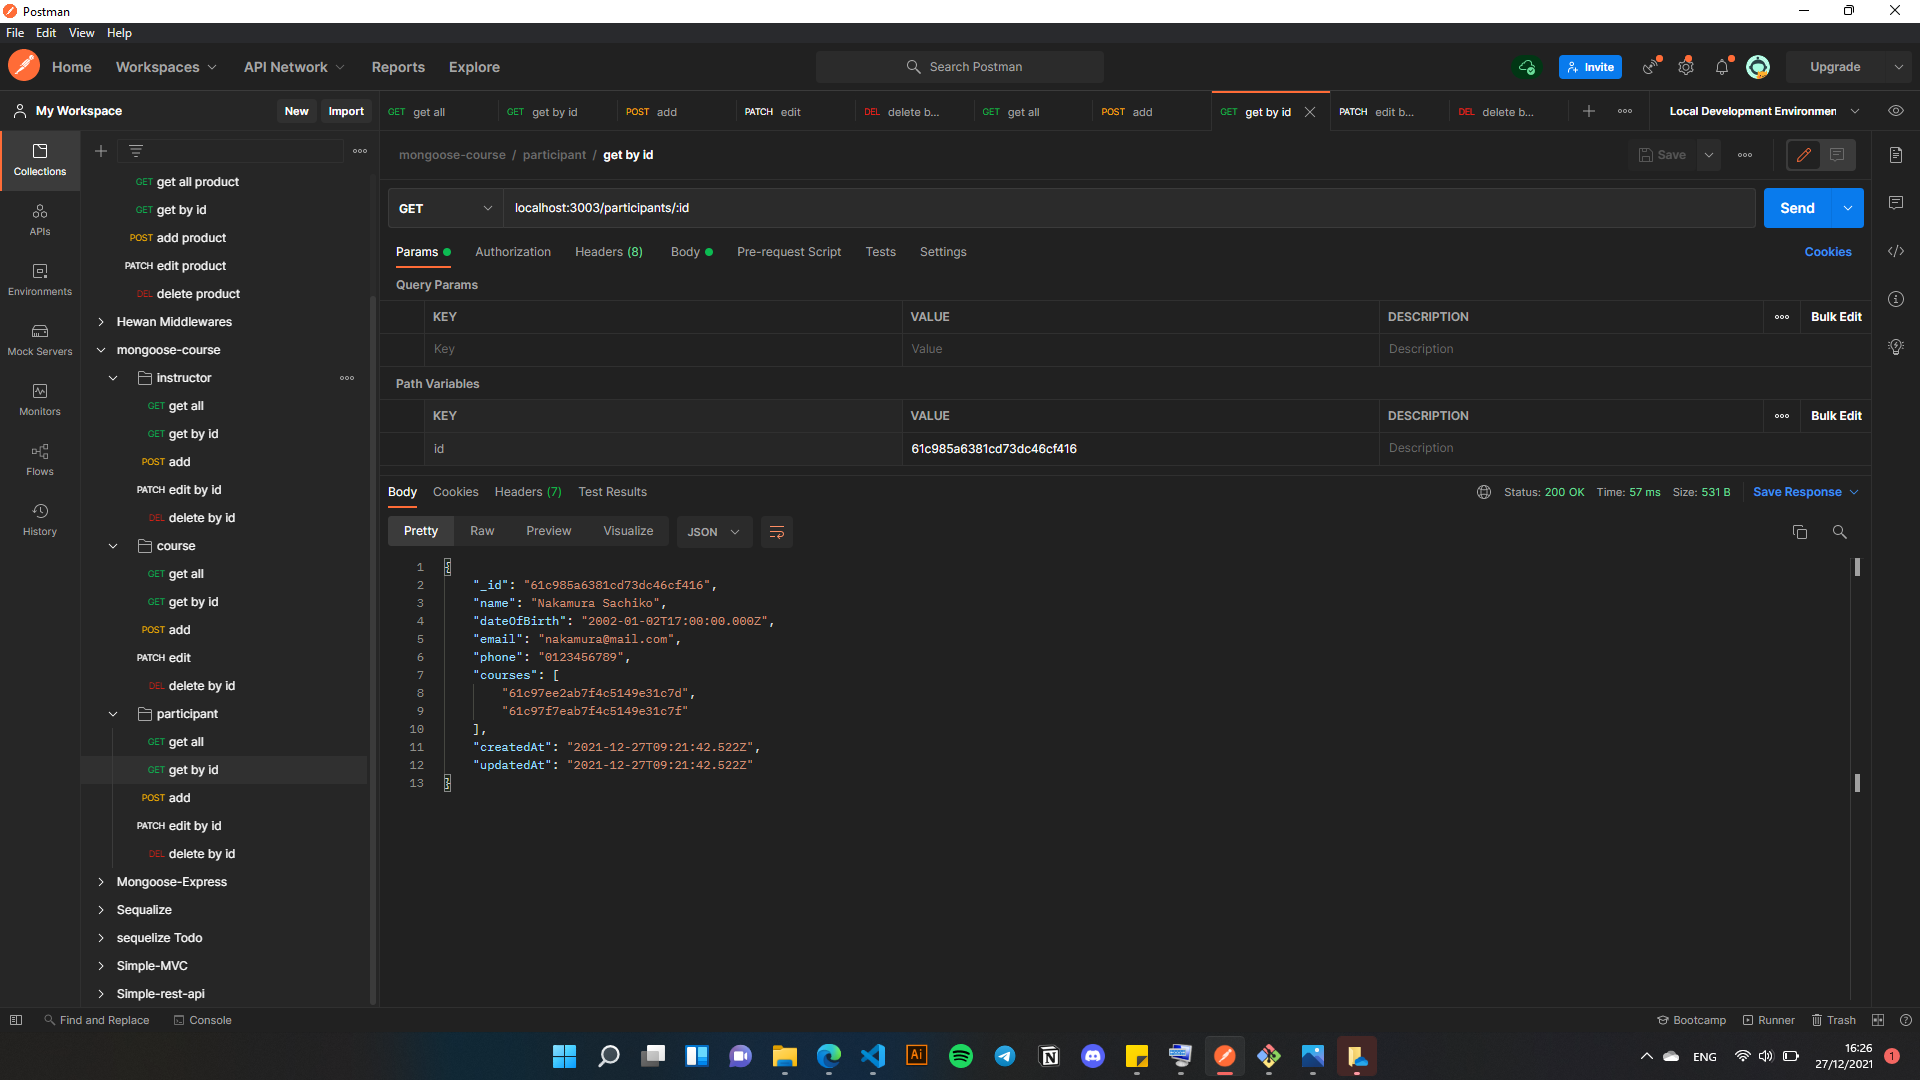 Postman
File Edit View Help
Home Workspaces API Network Reports Explore Search Postman Invite Upgrade
My Workspace New Import
GET get all GET get by id POST add PATCH edit DEL delete b... GET get all POST add GET get by id PATCH edit b... DEL delete b... Local Development Environmen
Collections
APIs
Environments
Mock Servers
Monitors
Flows
History
GET get all product
GET get by id
POST add product
PATCH edit product
DEL delete product
Hewan Middlewares
mongoose-course
instructor
GET get all
GET get by id
POST add
PATCH edit by id
DEL delete by id
course
GET get all
GET get by id
POST add
PATCH edit
DEL delete by id
participant
GET get all
GET get by id
POST add
PATCH edit by id
DEL delete by id
Mongoose-Express
Sequalize
sequelize Todo
Simple-MVC
Simple-rest-api
mongoose-course / participant / get by id Save
GET localhost:3003/participants/:id Send
Params Authorization Headers (8) Body Pre-request Script Tests Settings Cookies
Query Params
KEY VALUE DESCRIPTION Bulk Edit
Key Value Description
Path Variables
KEY VALUE DESCRIPTION Bulk Edit
id 61c985a6381cd73dc46cf416 Description
Body Cookies Headers (7) Test Results Status: 200 OK Time: 57 ms Size: 531 B Save Response
Pretty Raw Preview Visualize JSON
1 {
2 "_id": "61c985a6381cd73dc46cf416",
3 "name": "Nakamura Sachiko",
4 "dateOfBirth": "2002-01-02T17:00:00.000Z",
5 "email": "nakamura@mail.com",
6 "phone": "0123456789",
7 "courses": [
8 "61c97ee2ab7f4c5149e31c7d",
9 "61c97f7eab7f4c5149e31c7f"
10 ],
11 "createdAt": "2021-12-27T09:21:42.522Z",
12 "updatedAt": "2021-12-27T09:21:42.522Z"
13 }
Find and Replace Console Bootcamp Runner Trash
Ai ENG 16:26
27/12/2021 1